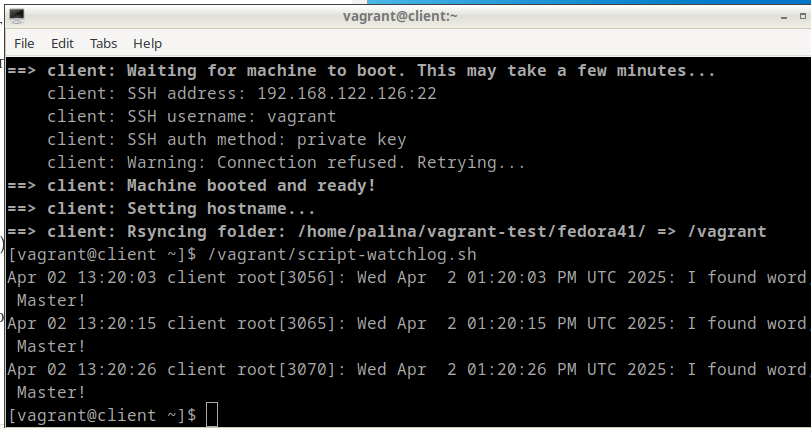 vagrant@client:~
File Edit Tabs Help
==> client: Waiting for machine to boot. This may take a few minutes...
    client: SSH address: 192.168.122.126:22
    client: SSH username: vagrant
    client: SSH auth method: private key
    client: Warning: Connection refused. Retrying...
==> client: Machine booted and ready!
==> client: Setting hostname...
==> client: Rsyncing folder: /home/palina/vagrant-test/fedora41/ => /vagrant
[vagrant@client ~]$ /vagrant/script-watchlog.sh
Apr 02 13:20:03 client root[3056]: Wed Apr  2 01:20:03 PM UTC 2025: I found word,
 Master!
Apr 02 13:20:15 client root[3065]: Wed Apr  2 01:20:15 PM UTC 2025: I found word,
 Master!
Apr 02 13:20:26 client root[3070]: Wed Apr  2 01:20:26 PM UTC 2025: I found word,
 Master!
[vagrant@client ~]$